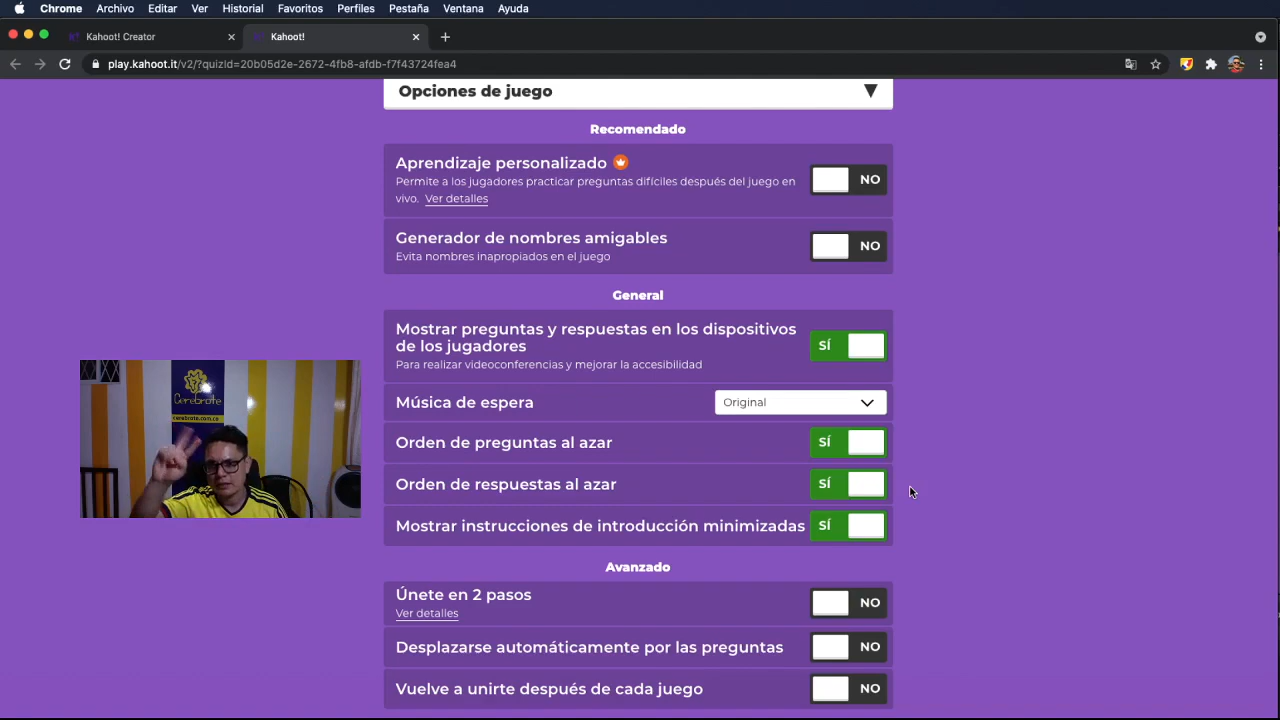 Chrome Archivo Editar Ver Historial Favoritos Perfiles Pestaña Ventana Ayuda
Kahoot! Creator
Kahoot!
play.kahoot.it/v2/?quizId=20b05d2e-2672-4fb8-afdb-f7f43724fea4
Opciones de juego
Recomendado
Aprendizaje personalizado
Permite a los jugadores practicar preguntas difíciles después del juego en
vivo. Ver detalles
NO
Generador de nombres amigables
Evita nombres inapropiados en el juego
NO
General
Mostrar preguntas y respuestas en los dispositivos
de los jugadores
Para realizar videoconferencias y mejorar la accesibilidad
SÍ
Música de espera
Original
Orden de preguntas al azar
SÍ
Orden de respuestas al azar
SÍ
Mostrar instrucciones de introducción minimizadas
SÍ
Avanzado
Únete en 2 pasos
Ver detalles
NO
Desplazarse automáticamente por las preguntas
NO
Vuelve a unirte después de cada juego
NO
Cerebrote
cerebrote.com.co